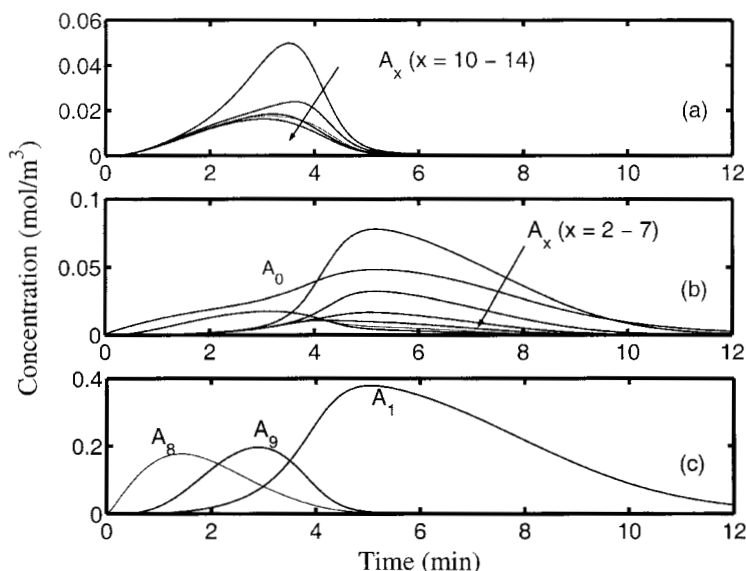 0.06
0.04
0.02
0
A_x (x = 10 − 14)
(a)
0 2 4 6 8 10 12
0.1
0.05
0
A_0
A_x (x = 2 − 7)
(b)
0 2 4 6 8 10 12
0.4
0.2
0
A_8
A_9
A_1
(c)
0 2 4 6 8 10 12
Concentration (mol/m³)
Time (min)